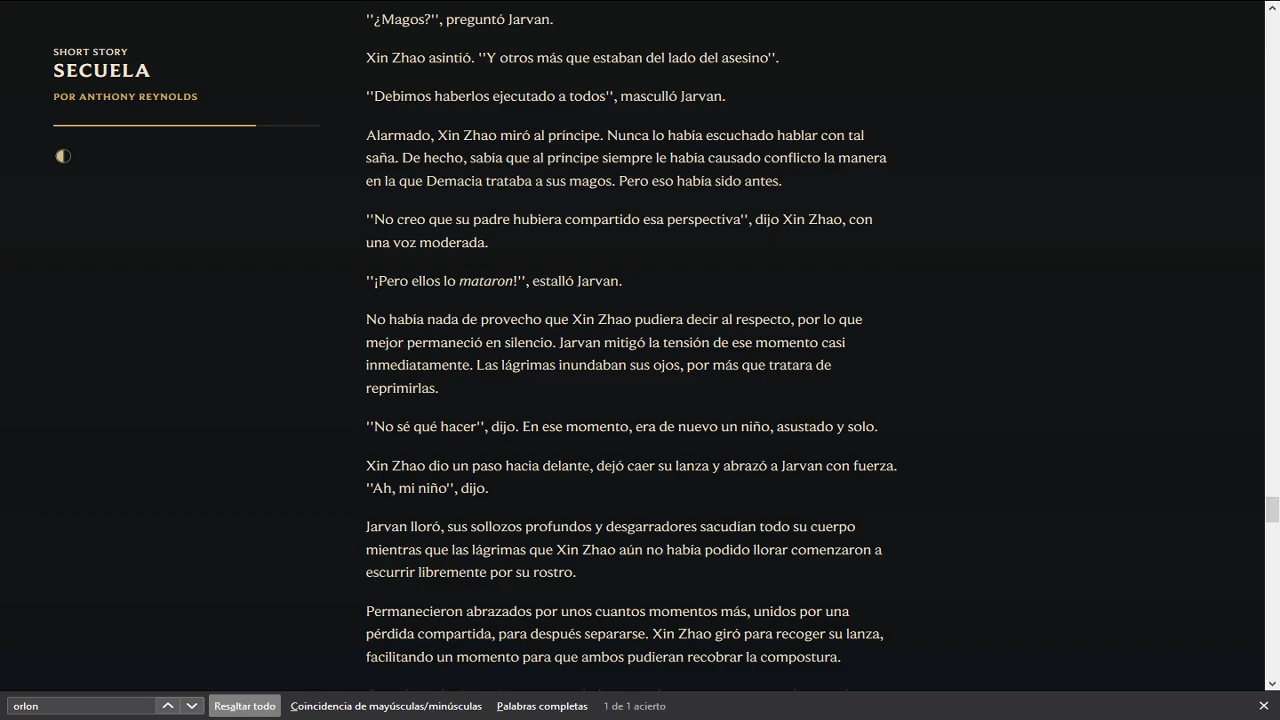 SHORT STORY
SECUELA
POR ANTHONY REYNOLDS
''¿Magos?'', preguntó Jarvan.
Xin Zhao asintió. ''Y otros más que estaban del lado del asesino''.
''Debimos haberlos ejecutado a todos'', masculló Jarvan.
Alarmado, Xin Zhao miró al príncipe. Nunca lo había escuchado hablar con tal
saña. De hecho, sabía que al príncipe siempre le había causado conflicto la manera
en la que Demacia trataba a sus magos. Pero eso había sido antes.
''No creo que su padre hubiera compartido esa perspectiva'', dijo Xin Zhao, con
una voz moderada.
''¡Pero ellos lo mataron!'', estalló Jarvan.
No había nada de provecho que Xin Zhao pudiera decir al respecto, por lo que
mejor permaneció en silencio. Jarvan mitigó la tensión de ese momento casi
inmediatamente. Las lágrimas inundaban sus ojos, por más que tratara de
reprimirlas.
''No sé qué hacer'', dijo. En ese momento, era de nuevo un niño, asustado y solo.
Xin Zhao dio un paso hacia delante, dejó caer su lanza y abrazó a Jarvan con fuerza.
''Ah, mi niño'', dijo.
Jarvan lloró, sus sollozos profundos y desgarradores sacudían todo su cuerpo
mientras que las lágrimas que Xin Zhao aún no había podido llorar comenzaron a
escurrir libremente por su rostro.
Permanecieron abrazados por unos cuantos momentos más, unidos por una
pérdida compartida, para después separarse. Xin Zhao giró para recoger su lanza,
facilitando un momento para que ambos pudieran recobrar la compostura.
orlon
Resaltar todo
Coincidencia de mayúsculas/minúsculas
Palabras completas
1 de 1 acierto